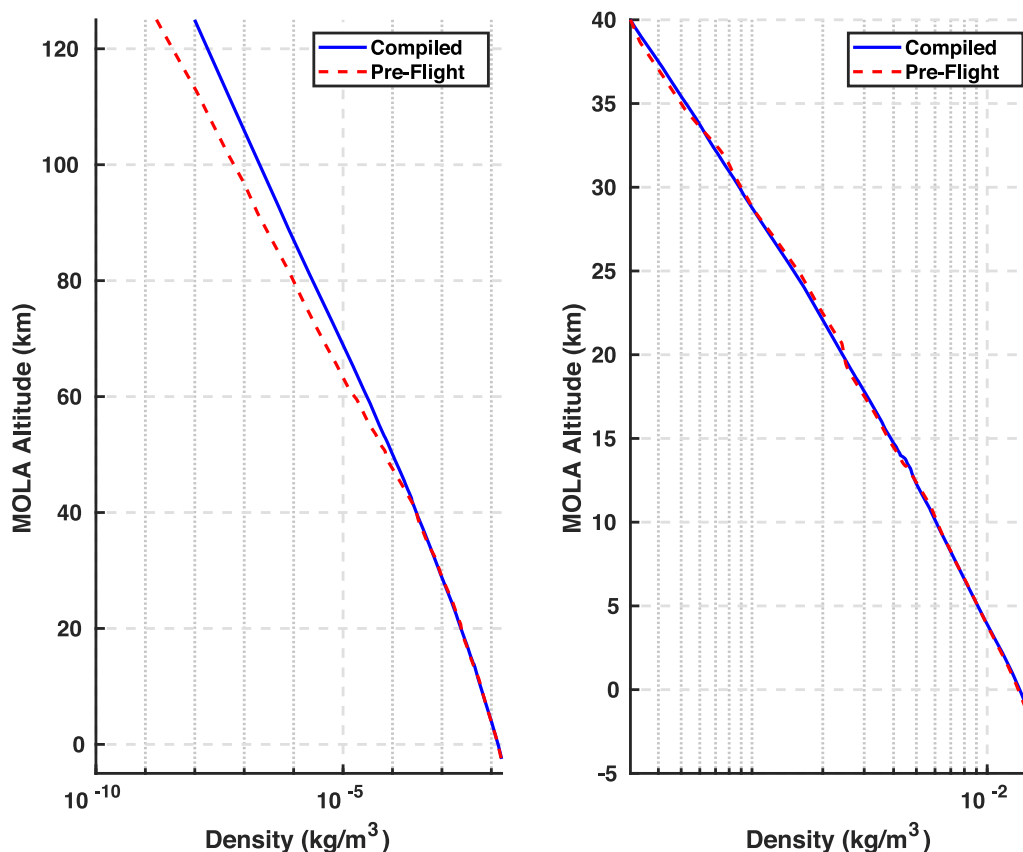 Compiled
Pre-Flight
120
100
80
60
40
20
0
10^-10
10^-5
MOLA Altitude (km)
Density (kg/m^3)
Compiled
Pre-Flight
40
35
30
25
20
15
10
5
0
-5
10^-2
MOLA Altitude (km)
Density (kg/m^3)